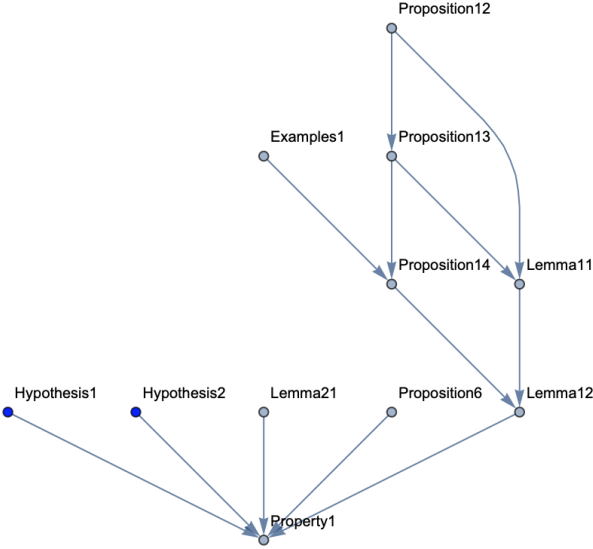 Proposition12
Examples1
Proposition13
Proposition14
Lemma11
Hypothesis1
Hypothesis2
Lemma21
Proposition6
Lemma12
Property1